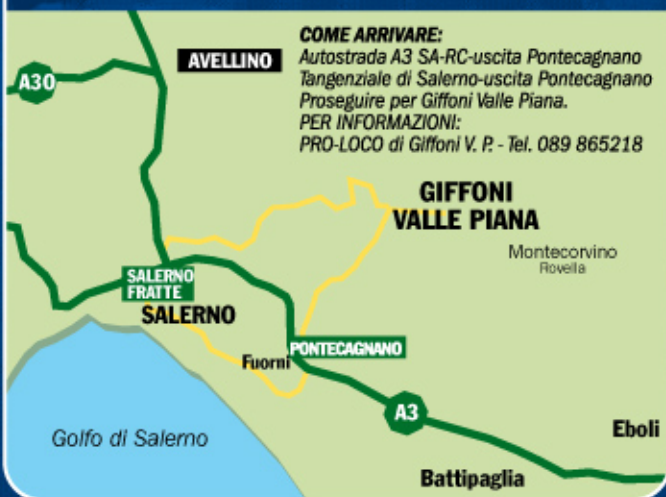 COME ARRIVARE:
Autostrada A3 SA-RC-uscita Pontecagnano
Tangenziale di Salerno-uscita Pontecagnano
Proseguire per Giffoni Valle Piana.
PER INFORMAZIONI:
PRO-LOCO di Giffoni V. P. - Tel. 089 865218
AVELLINO
A30
GIFFONI
VALLE PIANA
Montecorvino
Rovella
SALERNO
FRATTE
SALERNO
PONTECAGNANO
Fuorni
A3
Golfo di Salerno
Eboli
Battipaglia